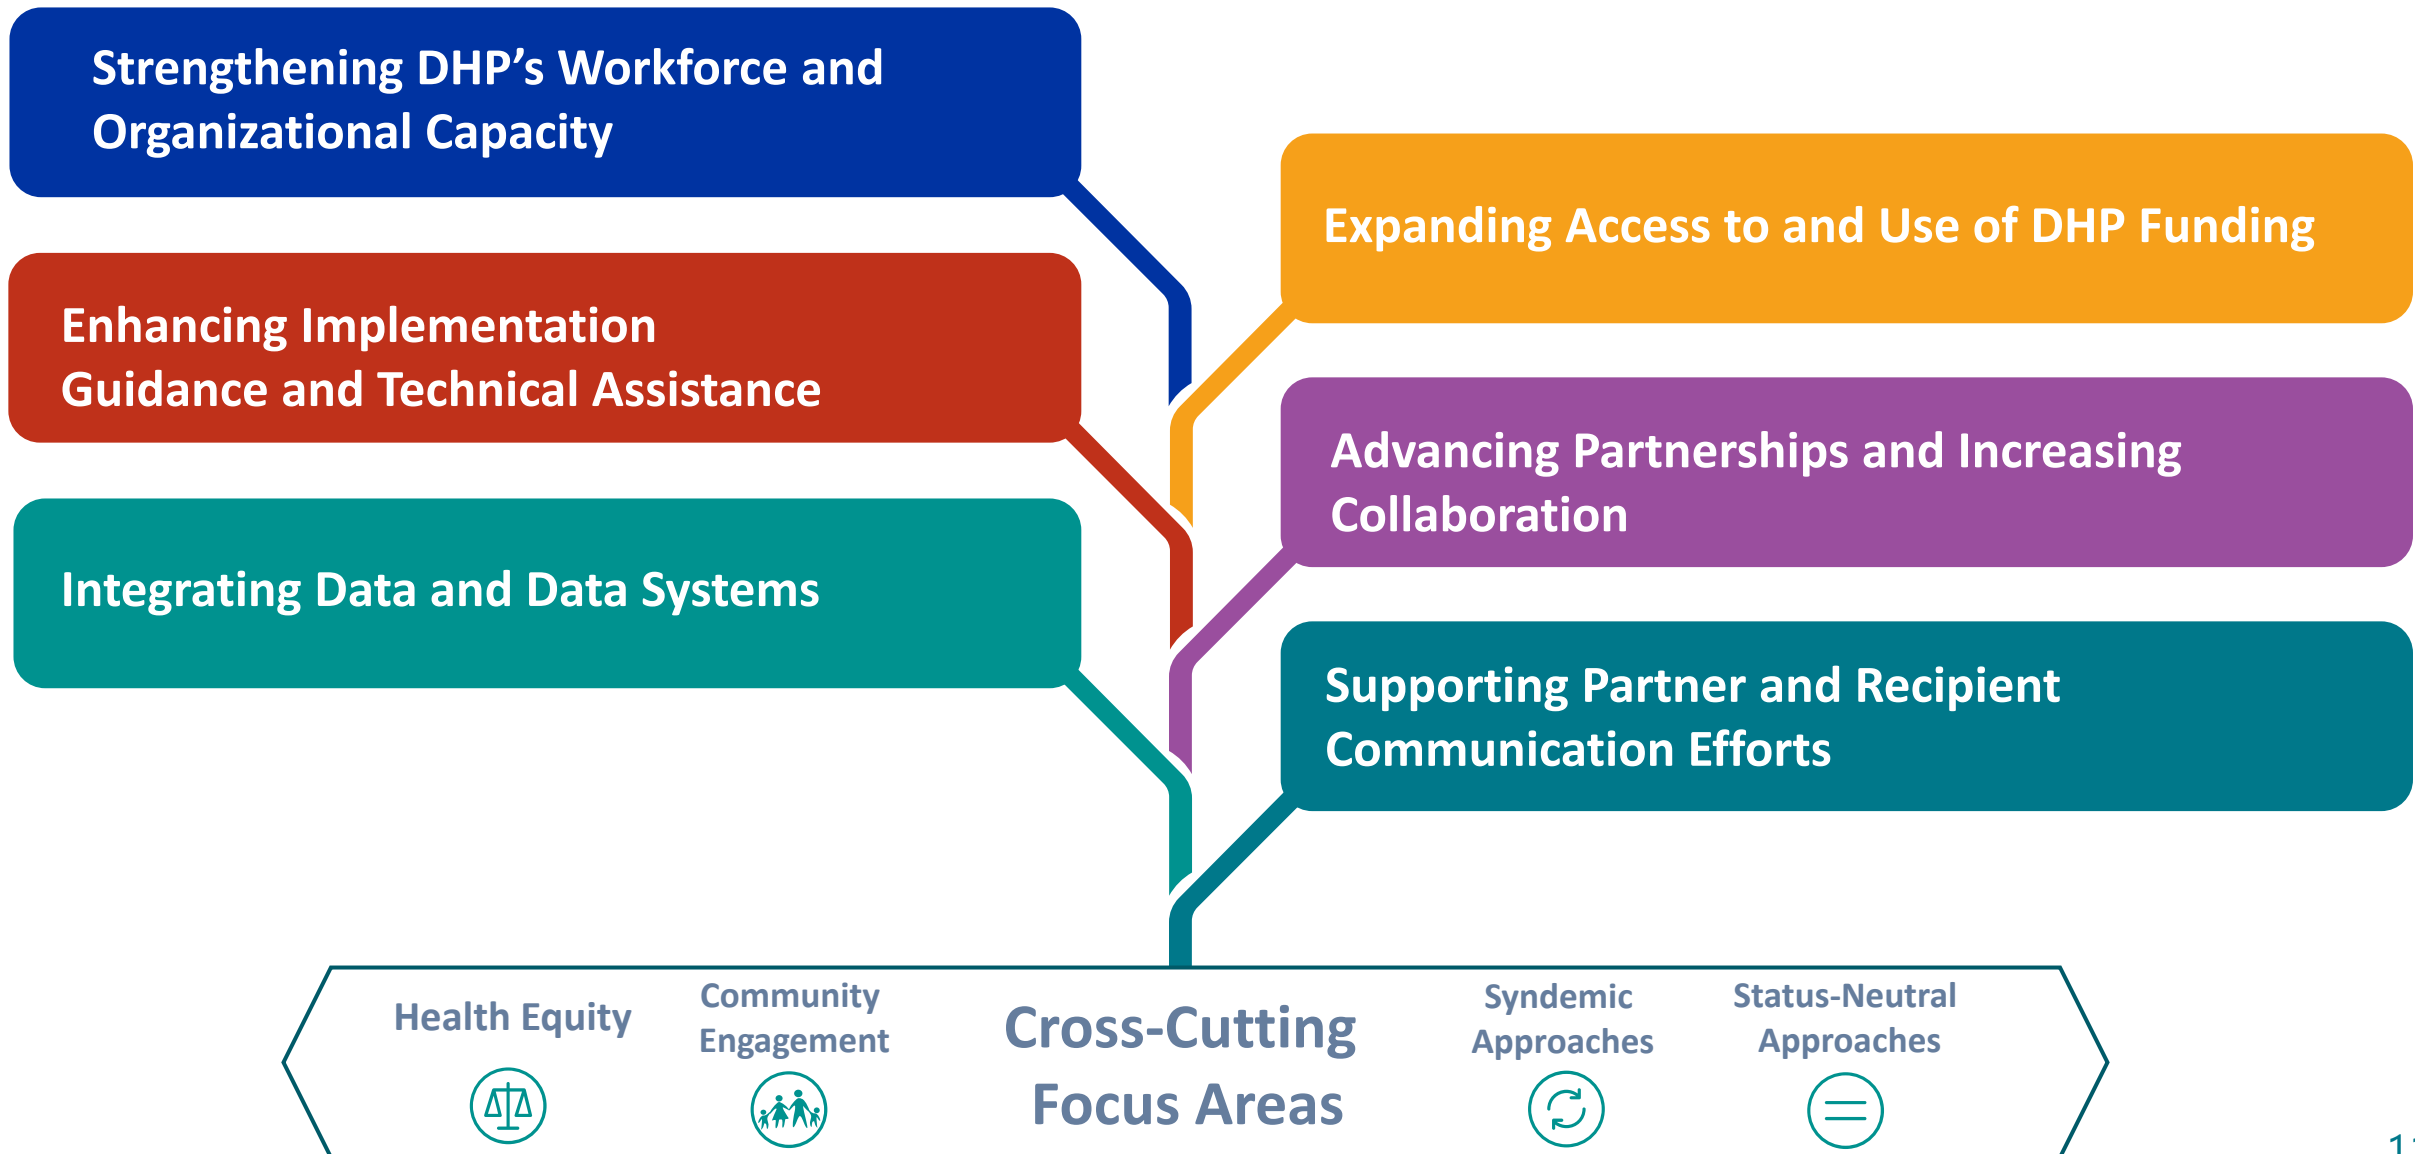 Strengthening DHP’s Workforce and
Organizational Capacity
Expanding Access to and Use of DHP Funding
Enhancing Implementation
Guidance and Technical Assistance
Advancing Partnerships and Increasing
Collaboration
Integrating Data and Data Systems
Supporting Partner and Recipient
Communication Efforts
Health Equity
Community
Engagement
Cross-Cutting
Focus Areas
Syndemic
Approaches
Status-Neutral
Approaches